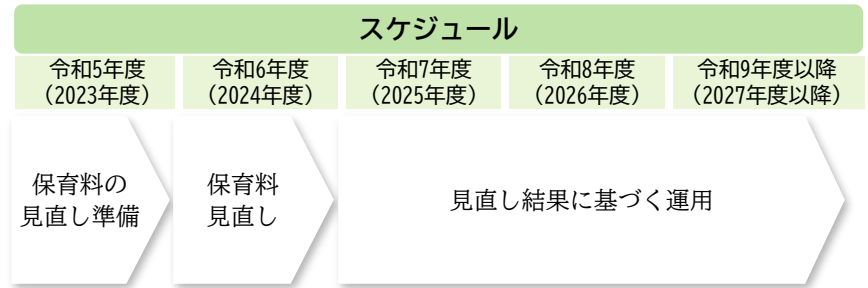 スケジュール
令和5年度
（2023年度）
令和6年度
（2024年度）
令和7年度
（2025年度）
令和8年度
（2026年度）
令和9年度以降
（2027年度以降）
保育料の
見直し準備
保育料
見直し
見直し結果に基づく運用